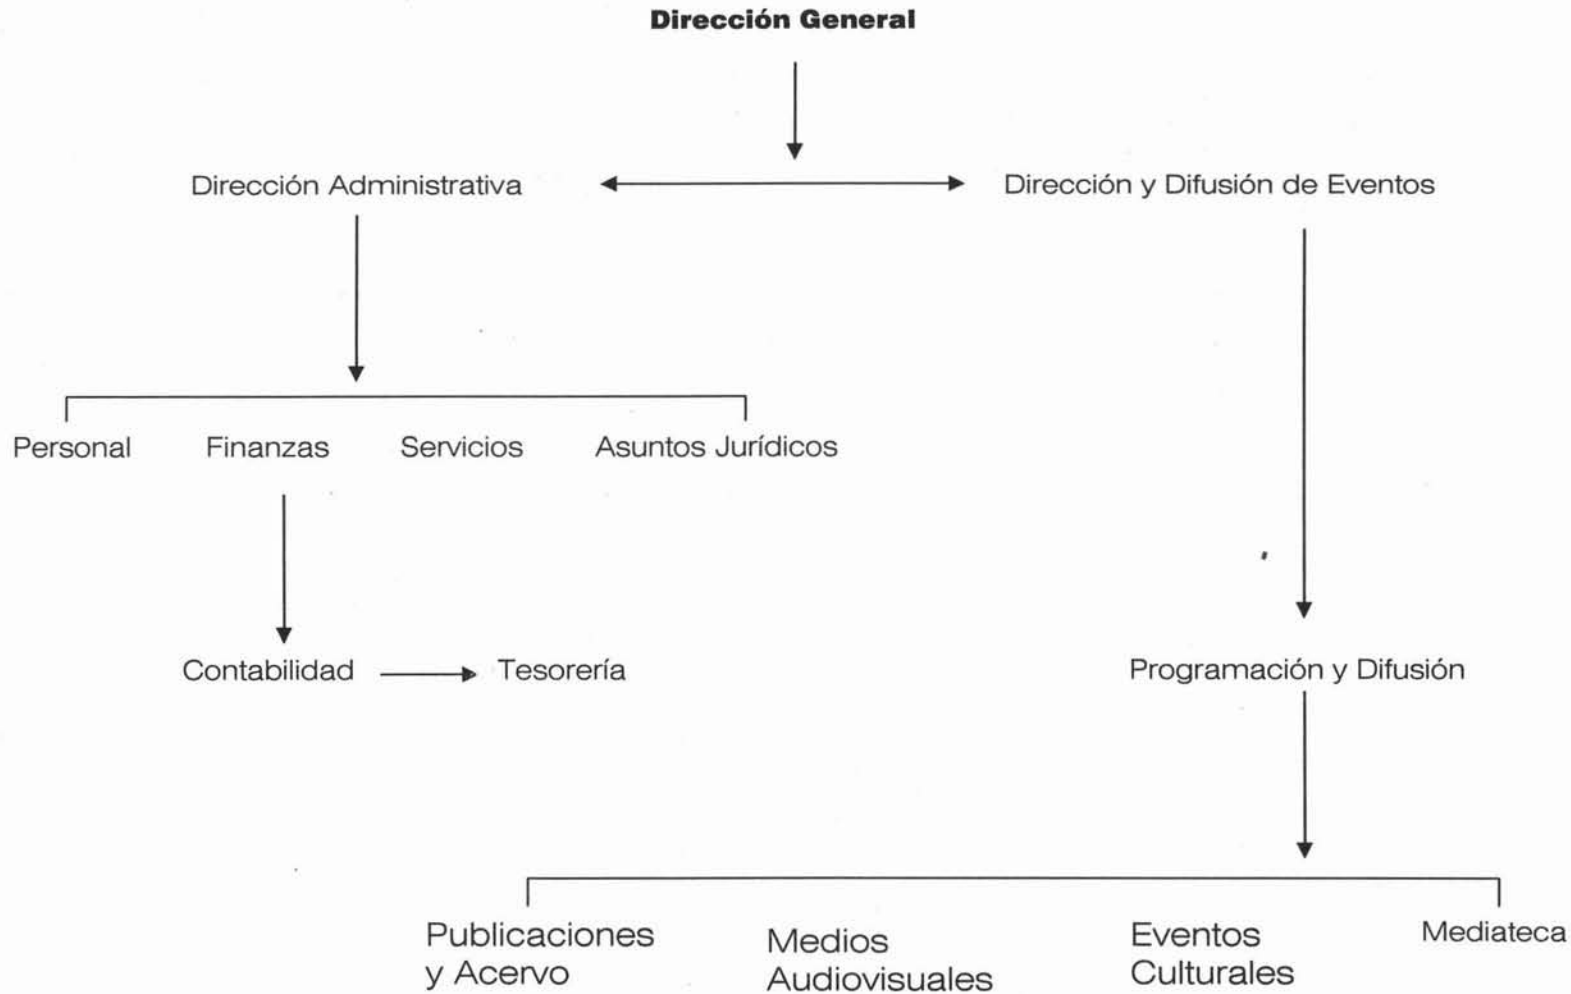 Dirección General
Dirección Administrativa
Dirección y Difusión de Eventos
Personal
Finanzas
Servicios
Asuntos Jurídicos
Contabilidad
Tesorería
Programación y Difusión
Publicaciones
y Acervo
Medios
Audiovisuales
Eventos
Culturales
Mediateca